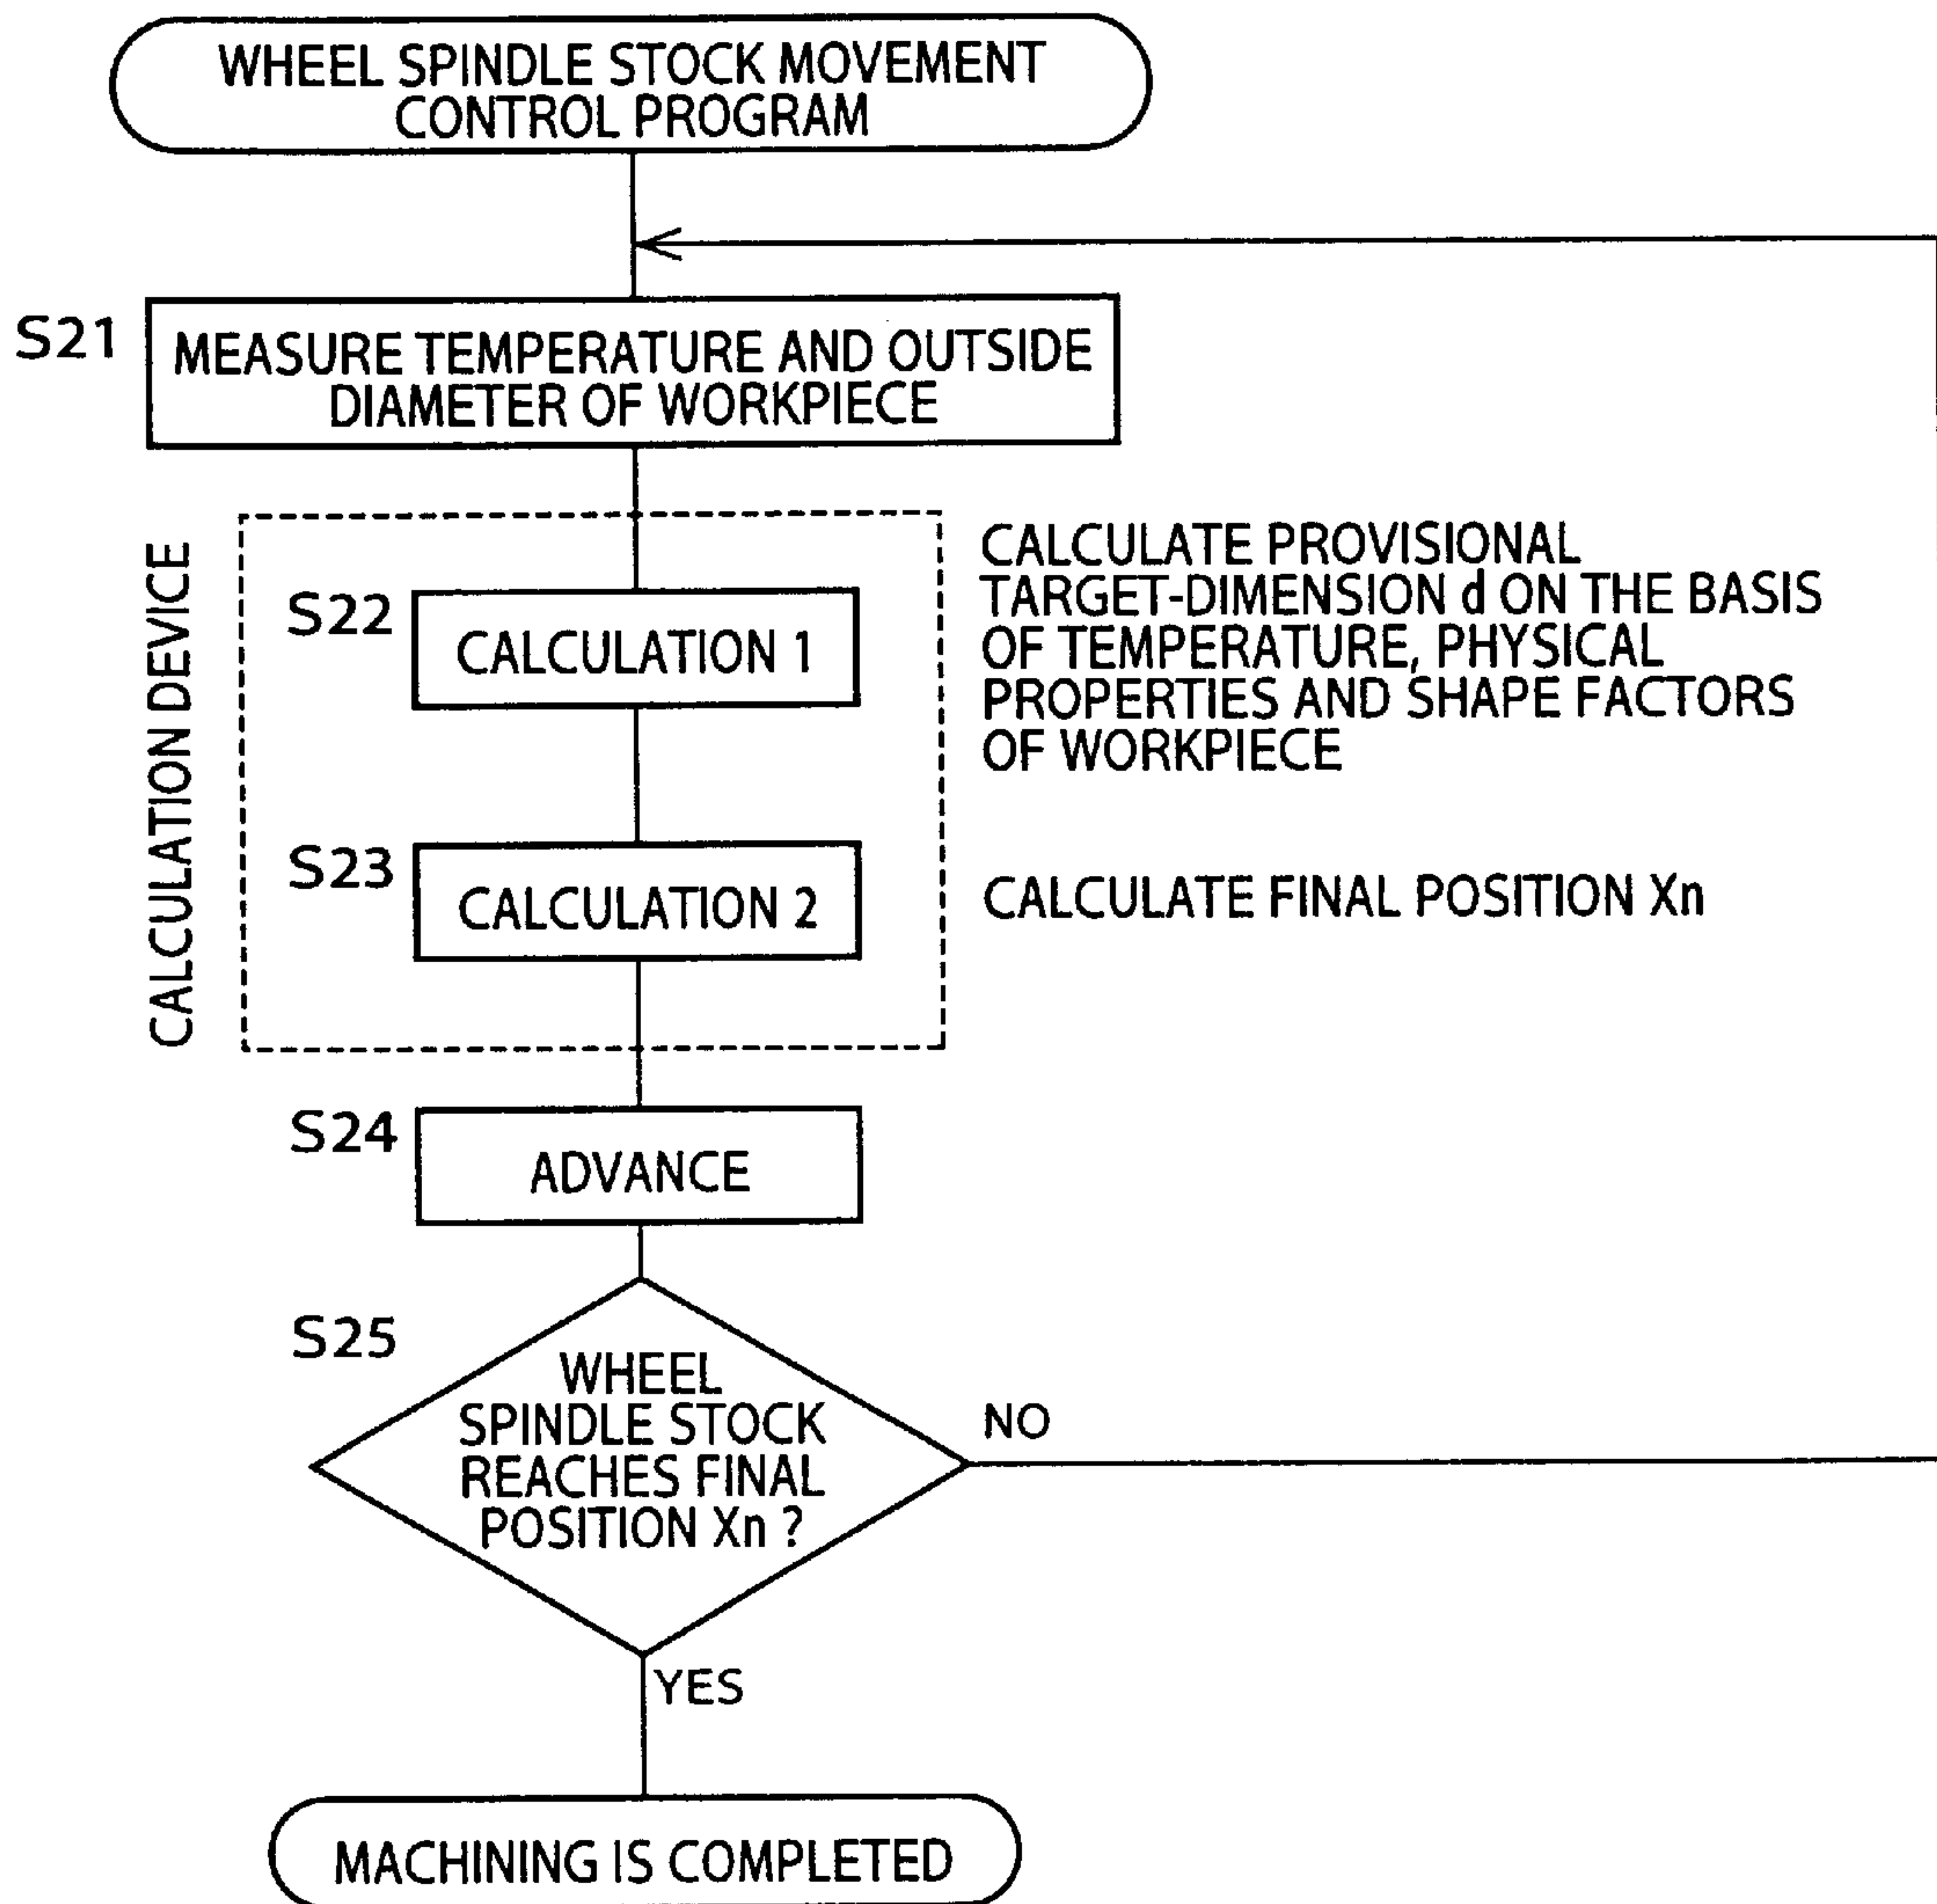 WHEEL SPINDLE STOCK MOVEMENT
CONTROL PROGRAM
S21
MEASURE TEMPERATURE AND OUTSIDE
DIAMETER OF WORKPIECE
CALCULATION DEVICE
S22
CALCULATION 1
CALCULATE PROVISIONAL
TARGET-DIMENSION d ON THE BASIS
OF TEMPERATURE, PHYSICAL
PROPERTIES AND SHAPE FACTORS
OF WORKPIECE
S23
CALCULATION 2
CALCULATE FINAL POSITION Xn
S24
ADVANCE
S25
WHEEL
SPINDLE STOCK
REACHES FINAL
POSITION Xn ?
NO
YES
MACHINING IS COMPLETED